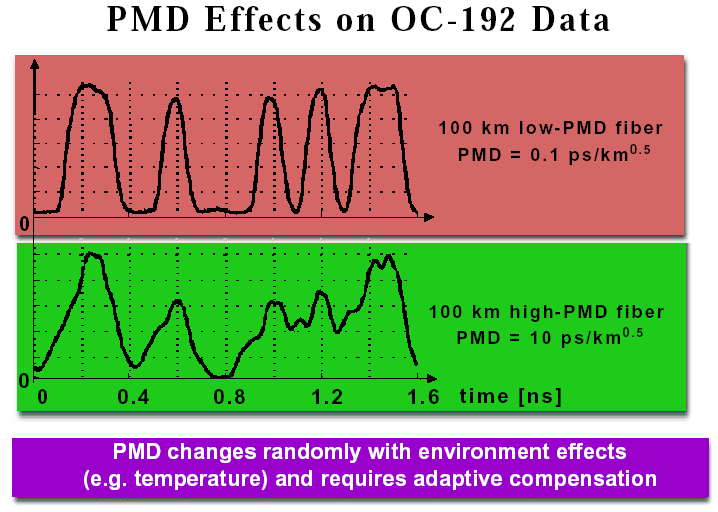 PMD Effects on OC-192 Data
100 km low-PMD fiber
PMD = 0.1 ps/km0.5
0
100 km high-PMD fiber
PMD = 10 ps/km0.5
0
0 0.4 0.8 1.2 1.6
time [ns]
PMD changes randomly with environment effects
(e.g. temperature) and requires adaptive compensation